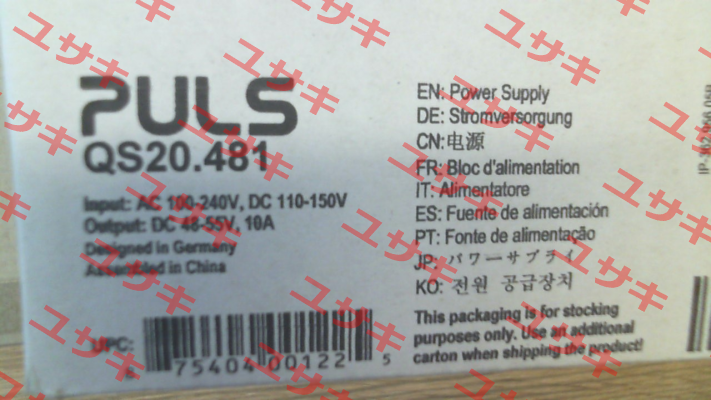 PULS
QS20.481
Input: AC 100-240V, DC 110-150V
Output: DC 48-55V, 10A
Designed in Germany
Assembled in China
UPC:
75404 00122 5
EN: Power Supply
DE: Stromversorgung
CN:电源
FR: Bloc d'alimentation
IT: Alimentatore
ES: Fuente de alimentación
PT: Fonte de alimentação
JP: パワーサプライ
KO: 전원 공급장치
This packaging is for stocking
purposes only. Use an additional
carton when shipping the product!
ユサキ